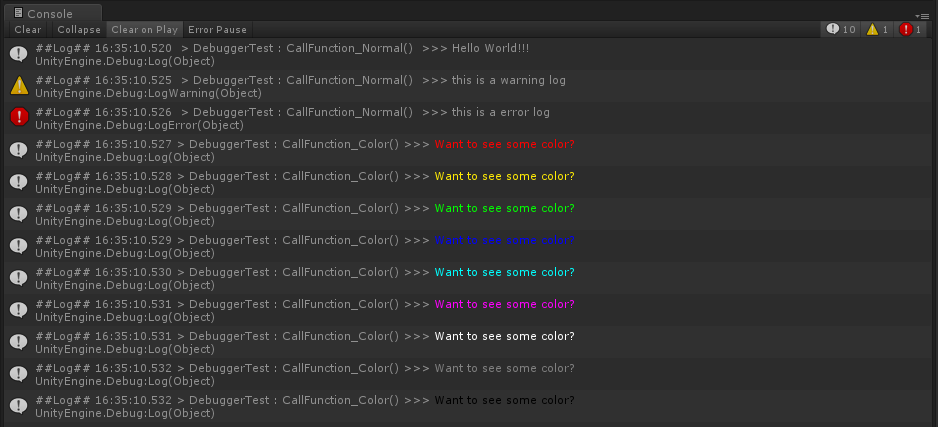 Console
Clear Collapse Clear on Play Error Pause 10 1 1
##Log## 16:35:10.520 > DebuggerTest : CallFunction_Normal() >>> Hello World!!!
UnityEngine.Debug:Log(Object)
##Log## 16:35:10.525 > DebuggerTest : CallFunction_Normal() >>> this is a warning log
UnityEngine.Debug:LogWarning(Object)
##Log## 16:35:10.526 > DebuggerTest : CallFunction_Normal() >>> this is a error log
UnityEngine.Debug:LogError(Object)
##Log## 16:35:10.527 > DebuggerTest : CallFunction_Color() >>> Want to see some color?
UnityEngine.Debug:Log(Object)
##Log## 16:35:10.528 > DebuggerTest : CallFunction_Color() >>> Want to see some color?
UnityEngine.Debug:Log(Object)
##Log## 16:35:10.529 > DebuggerTest : CallFunction_Color() >>> Want to see some color?
UnityEngine.Debug:Log(Object)
##Log## 16:35:10.529 > DebuggerTest : CallFunction_Color() >>> Want to see some color?
UnityEngine.Debug:Log(Object)
##Log## 16:35:10.530 > DebuggerTest : CallFunction_Color() >>> Want to see some color?
UnityEngine.Debug:Log(Object)
##Log## 16:35:10.531 > DebuggerTest : CallFunction_Color() >>> Want to see some color?
UnityEngine.Debug:Log(Object)
##Log## 16:35:10.531 > DebuggerTest : CallFunction_Color() >>> Want to see some color?
UnityEngine.Debug:Log(Object)
##Log## 16:35:10.532 > DebuggerTest : CallFunction_Color() >>> Want to see some color?
UnityEngine.Debug:Log(Object)
##Log## 16:35:10.532 > DebuggerTest : CallFunction_Color() >>> Want to see some color?
UnityEngine.Debug:Log(Object)